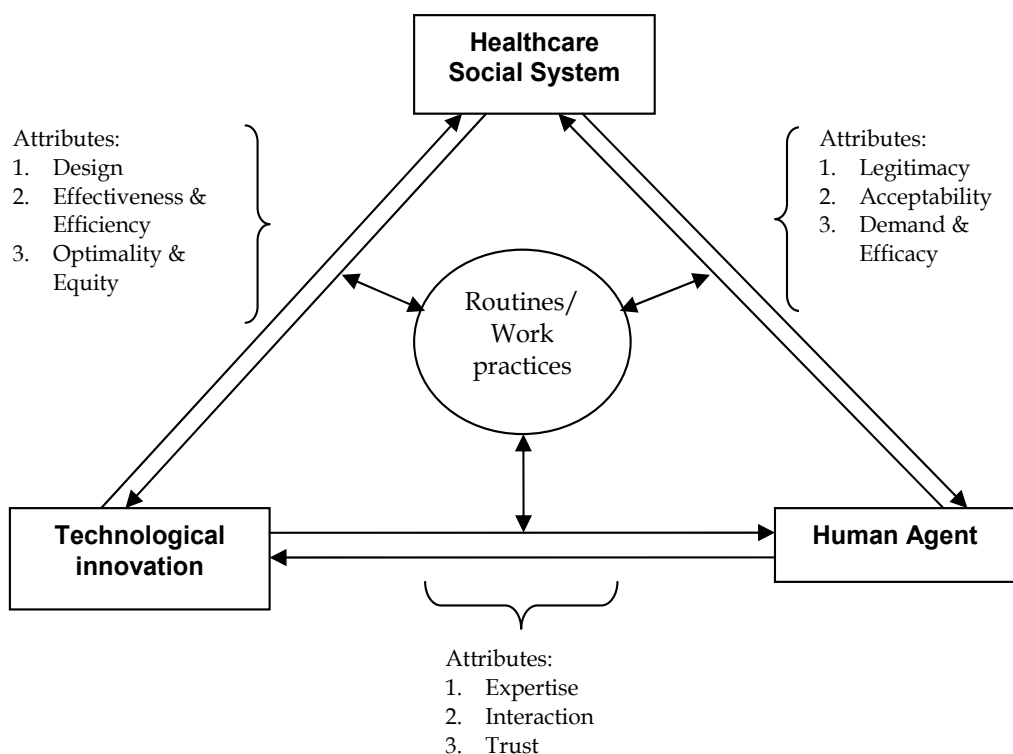 Healthcare
Social System
Attributes:
1. Design
2. Effectiveness &
Efficiency
3. Optimality &
Equity
Attributes:
1. Legitimacy
2. Acceptability
3. Demand &
Efficacy
Routines/
Work
practices
Technological
innovation
Human Agent
Attributes:
1. Expertise
2. Interaction
3. Trust